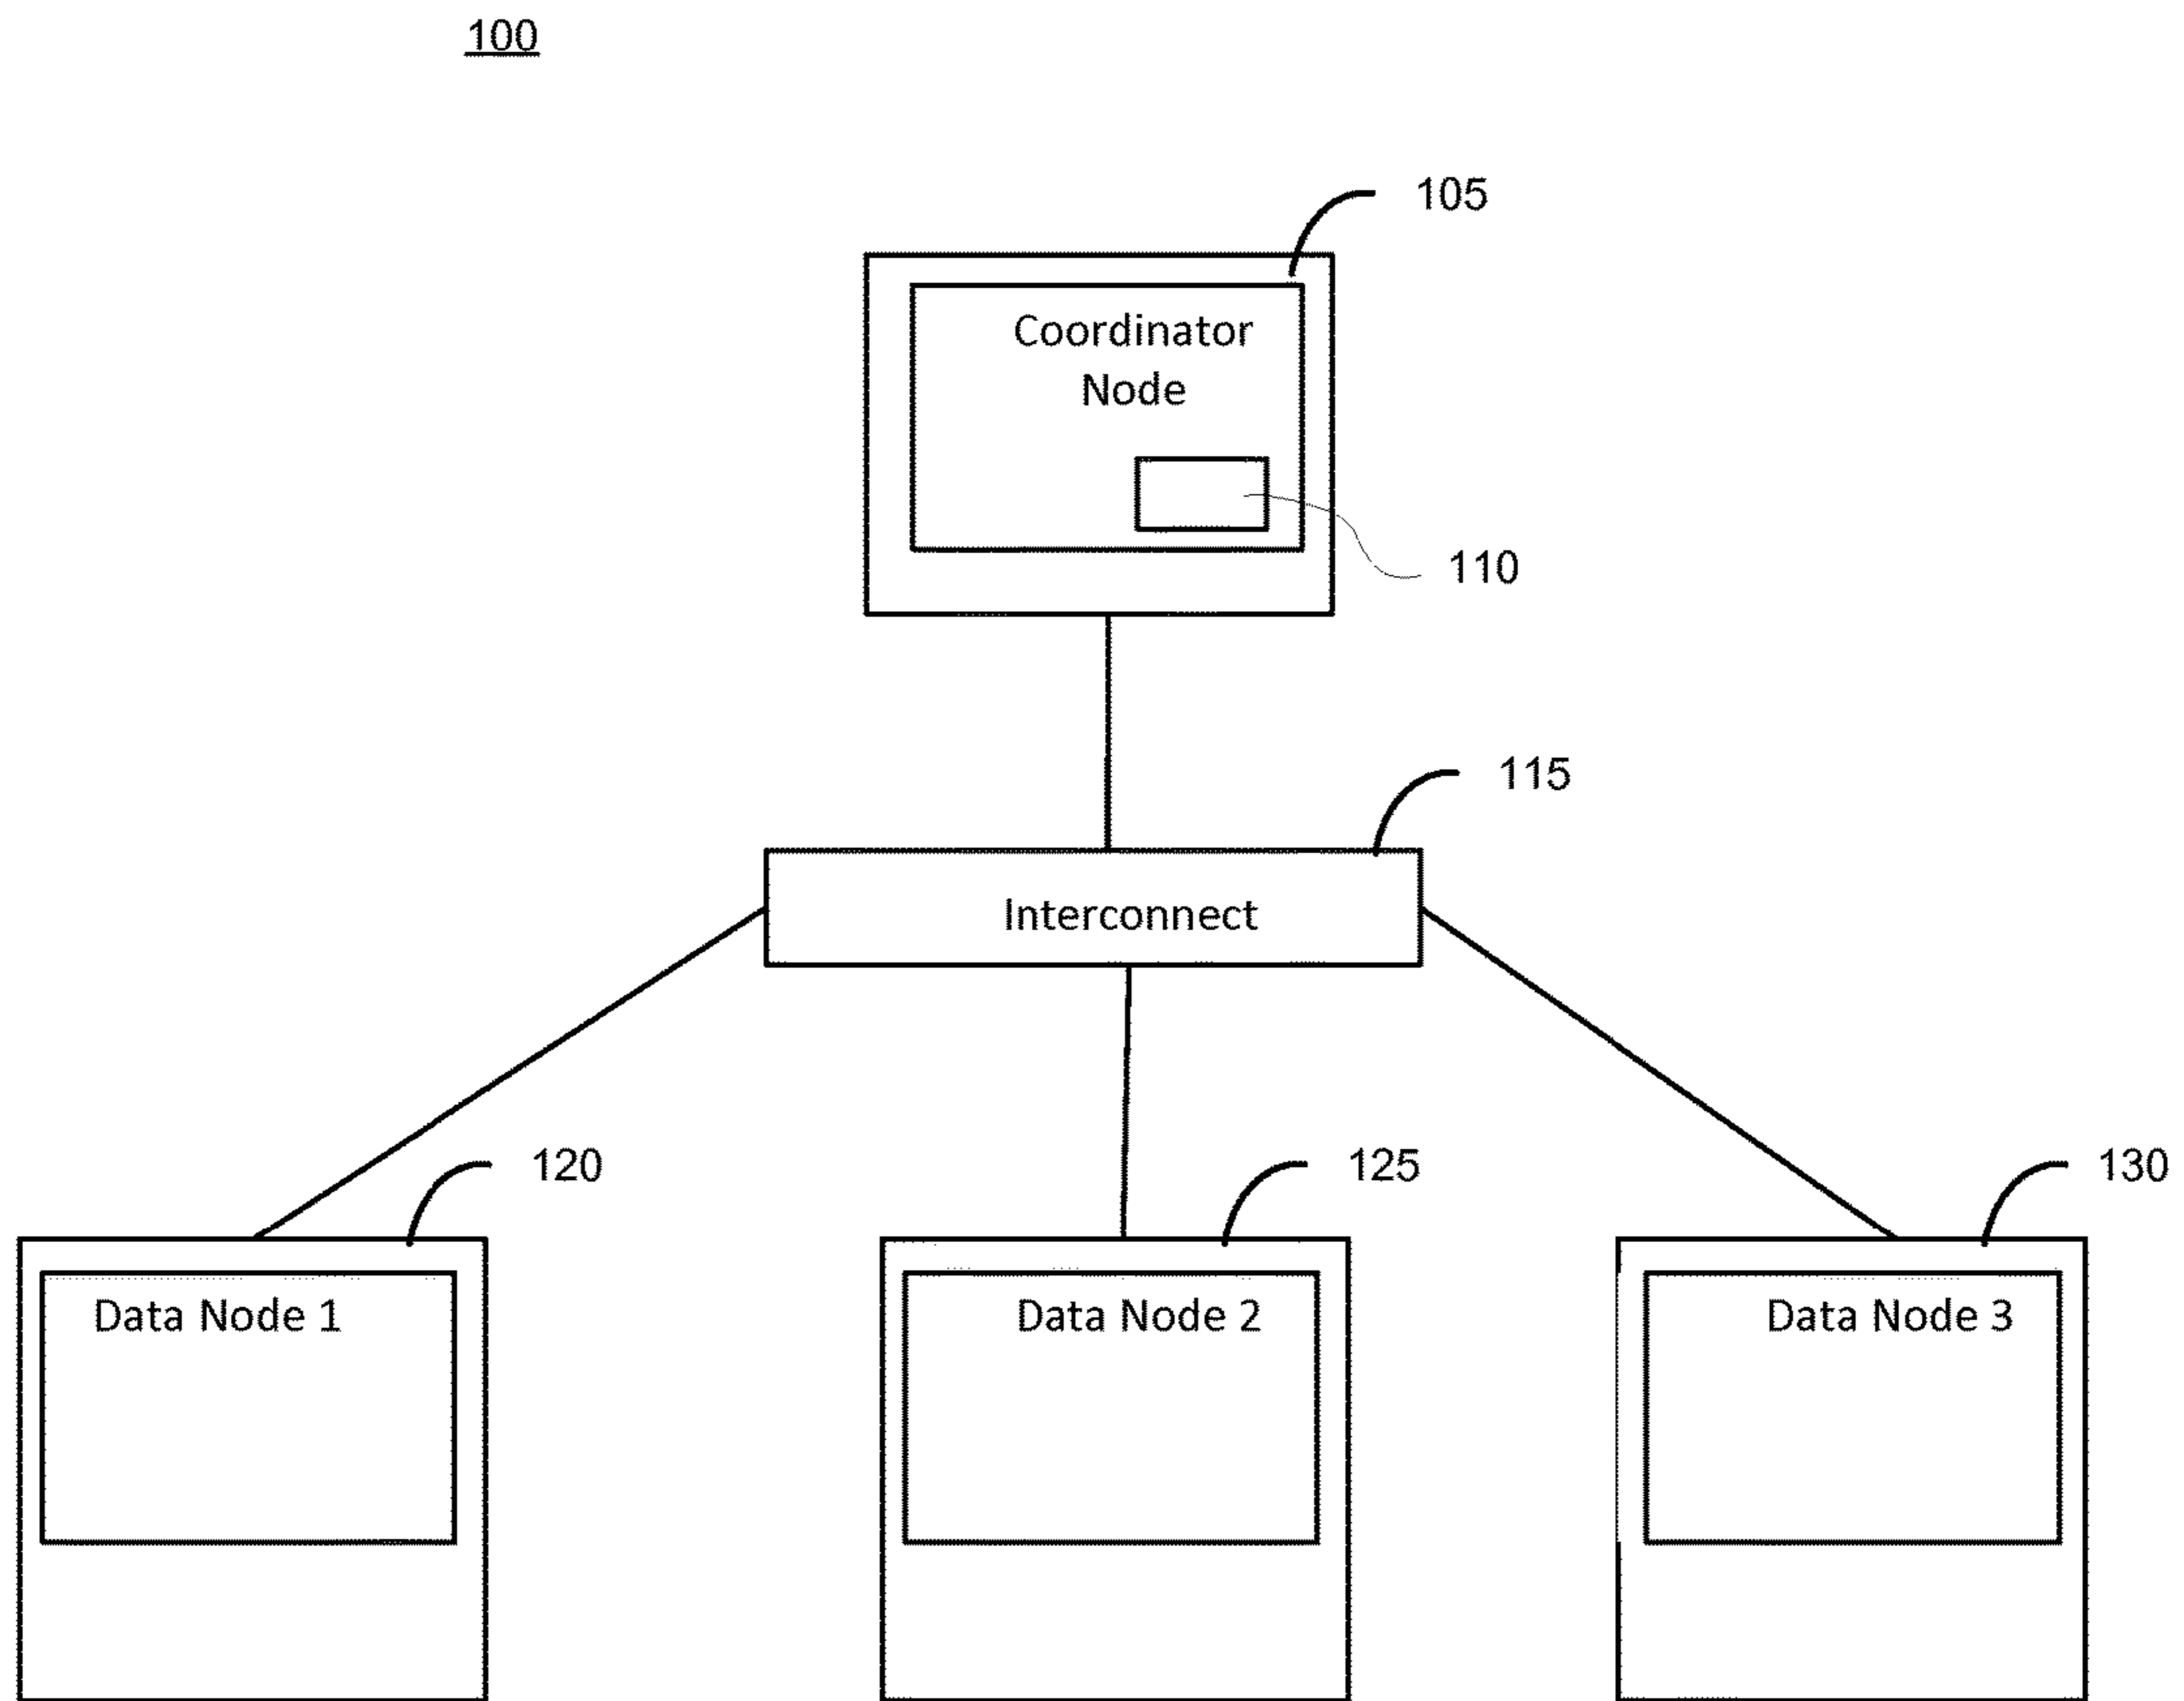 100
105
Coordinator
Node
110
115
Interconnect
120
125
130
Data Node 1
Data Node 2
Data Node 3